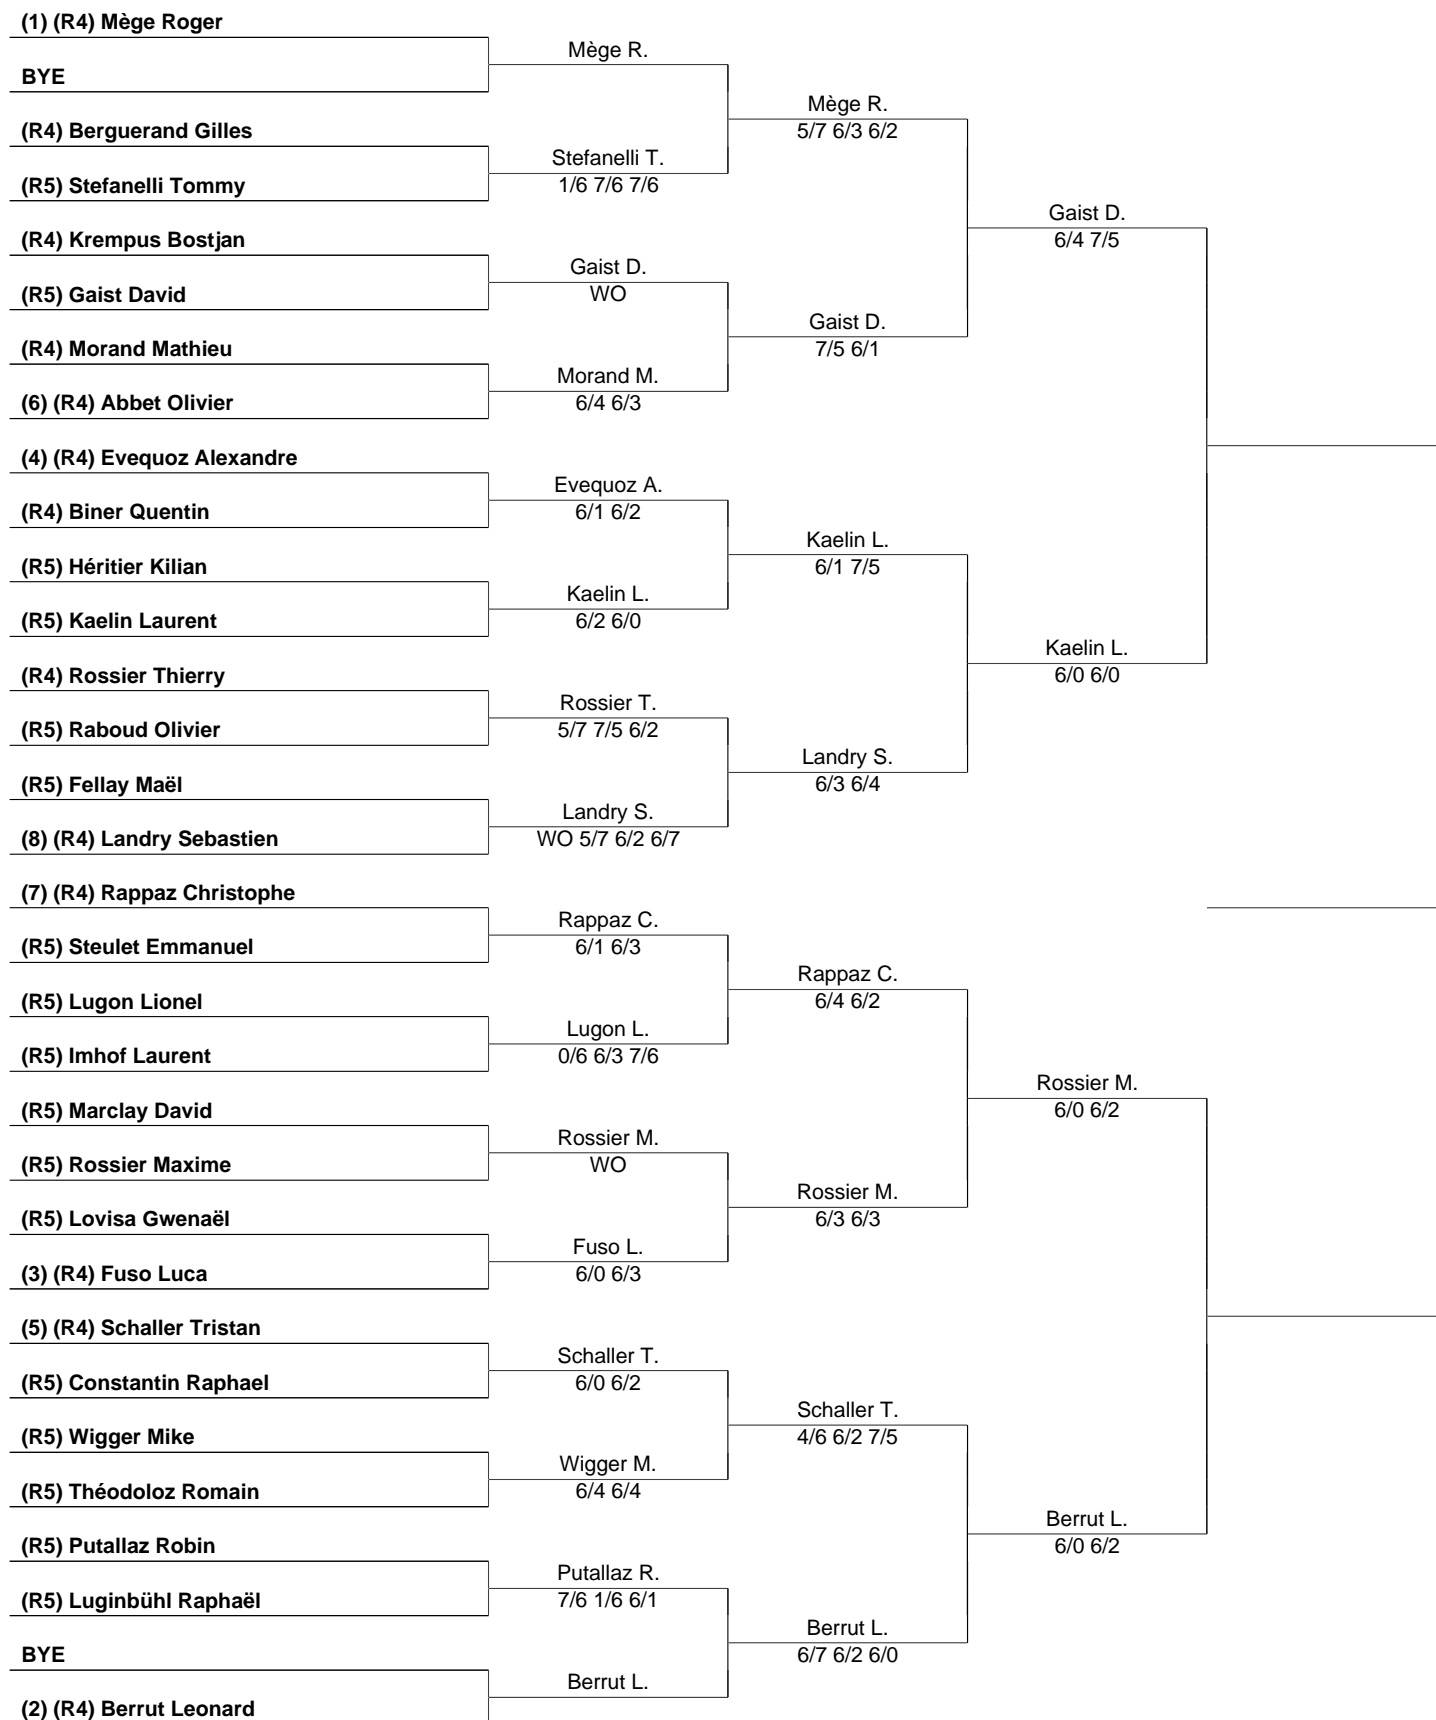 (1) (R4) Mège Roger
BYE
(R4) Berguerand Gilles
(R5) Stefanelli Tommy
(R4) Krempus Bostjan
(R5) Gaist David
(R4) Morand Mathieu
(6) (R4) Abbet Olivier
(4) (R4) Evequoz Alexandre
(R4) Biner Quentin
(R5) Héritier Kilian
(R5) Kaelin Laurent
(R4) Rossier Thierry
(R5) Raboud Olivier
(R5) Fellay Maël
(8) (R4) Landry Sebastien
(7) (R4) Rappaz Christophe
(R5) Steulet Emmanuel
(R5) Lugon Lionel
(R5) Imhof Laurent
(R5) Marclay David
(R5) Rossier Maxime
(R5) Lovisa Gwenaël
(3) (R4) Fuso Luca
(5) (R4) Schaller Tristan
(R5) Constantin Raphael
(R5) Wigger Mike
(R5) Théodoloz Romain
(R5) Putallaz Robin
(R5) Luginbühl Raphaël
BYE
(2) (R4) Berrut Leonard
Mège R.
Stefanelli T.
1/6 7/6 7/6
Gaist D.
WO
Morand M.
6/4 6/3
Evequoz A.
6/1 6/2
Kaelin L.
6/2 6/0
Rossier T.
5/7 7/5 6/2
Landry S.
WO 5/7 6/2 6/7
Rappaz C.
6/1 6/3
Lugon L.
0/6 6/3 7/6
Rossier M.
WO
Fuso L.
6/0 6/3
Schaller T.
6/0 6/2
Wigger M.
6/4 6/4
Putallaz R.
7/6 1/6 6/1
Berrut L.
Mège R.
5/7 6/3 6/2
Gaist D.
7/5 6/1
Kaelin L.
6/1 7/5
Landry S.
6/3 6/4
Rappaz C.
6/4 6/2
Rossier M.
6/3 6/3
Schaller T.
4/6 6/2 7/5
Berrut L.
6/7 6/2 6/0
Gaist D.
6/4 7/5
Kaelin L.
6/0 6/0
Rossier M.
6/0 6/2
Berrut L.
6/0 6/2